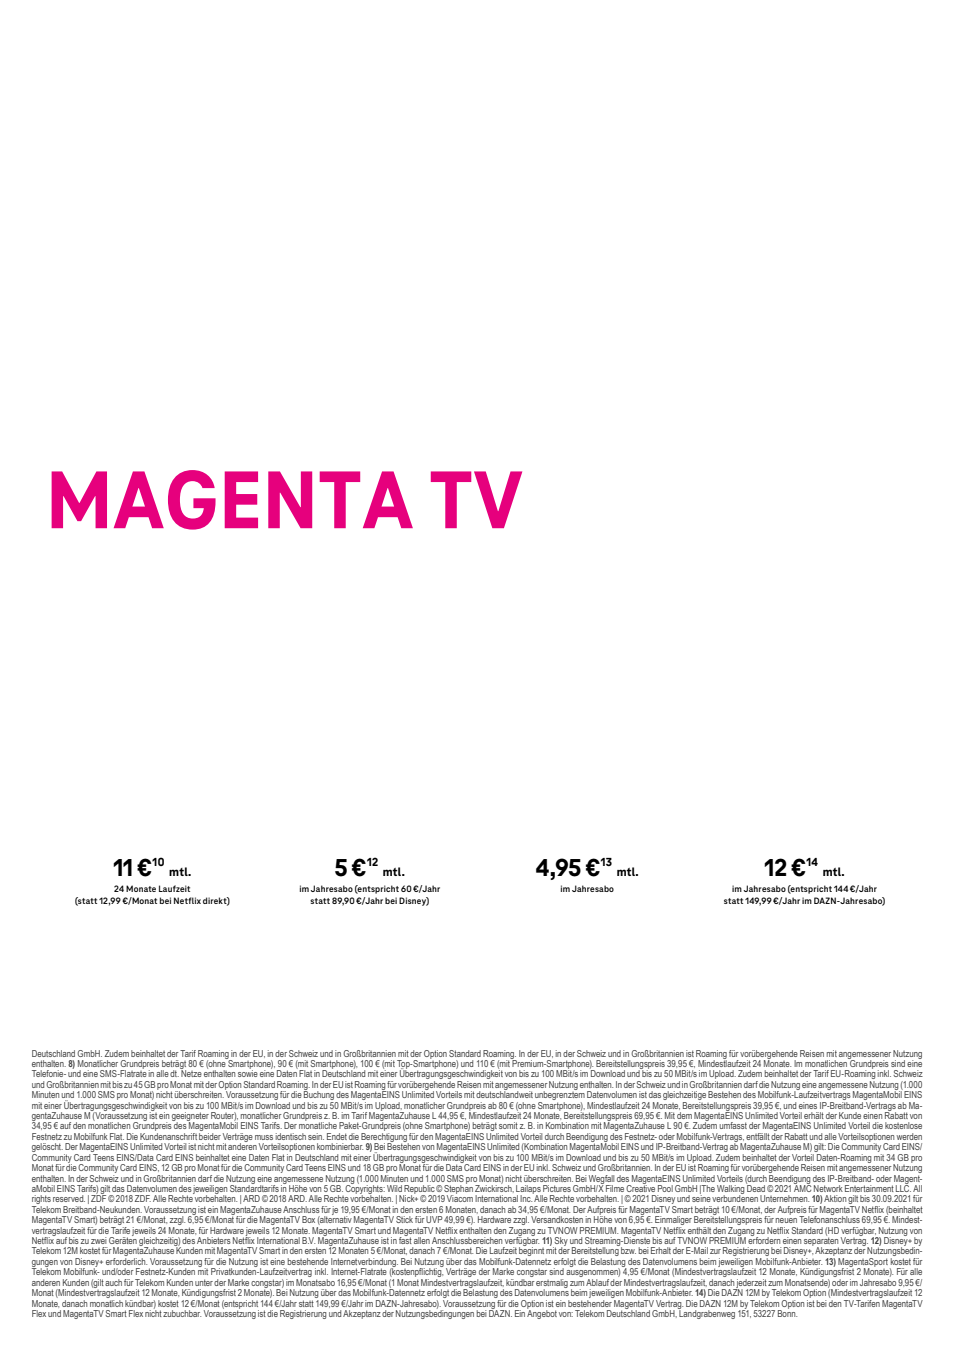 MAGENTA TV
11 €10 mtl.
24 Monate Laufzeit
(statt 12,99 €/Monat bei Netflix direkt)
5 €12 mtl.
im Jahresabo (entspricht 60 €/Jahr
statt 89,90 €/Jahr bei Disney)
4,95 €13 mtl.
im Jahresabo
12 €14 mtl.
im Jahresabo (entspricht 144 €/Jahr
statt 149,99 €/Jahr im DAZN-Jahresabo)
Deutschland GmbH. Zudem beinhaltet der Tarif Roaming in der EU, in der Schweiz und in Großbritannien mit der Option Standard Roaming. In der EU, in der Schweiz und in Großbritannien ist Roaming für vorübergehende Reisen mit angemessener Nutzung
enthalten. 8) Monatlicher Grundpreis beträgt 80 € (ohne Smartphone), 90 € (mit Smartphone), 100 € (mit Top-Smartphone) und 110 € (mit Premium-Smartphone). Bereitstellungspreis 39,95 €, Mindestlaufzeit 24 Monate. Im monatlichen Grundpreis sind eine
Telefonie- und eine SMS-Flatrate in alle dt. Netze enthalten sowie eine Daten Flat in Deutschland mit einer Übertragungsgeschwindigkeit von bis zu 100 MBit/s im Download und bis zu 50 MBit/s im Upload. Zudem beinhaltet der Tarif EU-Roaming inkl. Schweiz
und Großbritannien mit bis zu 45 GB pro Monat mit der Option Standard Roaming. In der EU ist Roaming für vorübergehende Reisen mit angemessener Nutzung enthalten. In der Schweiz und in Großbritannien darf die Nutzung eine angemessene Nutzung (1.000
Minuten und 1.000 SMS pro Monat) nicht überschreiten. Voraussetzung für die Buchung des MagentaEINS Unlimited Vorteils mit deutschlandweit unbegrenztem Datenvolumen ist das gleichzeitige Bestehen des Mobilfunk-Laufzeitvertrags MagentaMobil EINS
mit einer Übertragungsgeschwindigkeit von bis zu 100 MBit/s im Download und bis zu 50 MBit/s im Upload, monatlicher Grundpreis ab 80 € (ohne Smartphone), Mindestlaufzeit 24 Monate, Bereitstellungspreis 39,95 €, und eines IP-Breitband-Vertrags ab Ma-
gentaZuhause M (Voraussetzung ist ein geeigneter Router), monatlicher Grundpreis z. B. im Tarif MagentaZuhause L 44,95 €, Mindestlaufzeit 24 Monate, Bereitstellungspreis 69,95 €. Mit dem MagentaEINS Unlimited Vorteil erhält der Kunde einen Rabatt von
34,95 € auf den monatlichen Grundpreis des MagentaMobil EINS Tarifs. Der monatliche Paket-Grundpreis (ohne Smartphone) beträgt somit z. B. in Kombination mit MagentaZuhause L 90 €. Zudem umfasst der MagentaEINS Unlimited Vorteil die kostenlose
Festnetz zu Mobilfunk Flat. Die Kundenanschrift beider Verträge muss identisch sein. Endet die Berechtigung für den MagentaEINS Unlimited Vorteil durch Beendigung des Festnetz- oder Mobilfunk-Vertrags, entfällt der Rabatt und alle Vorteilsoptionen werden
gelöscht. Der MagentaEINS Unlimited Vorteil ist nicht mit anderen Vorteilsoptionen kombinierbar. 9) Bei Bestehen von MagentaEINS Unlimited (Kombination MagentaMobil EINS und IP-Breitband-Vertrag ab MagentaZuhause M) gilt: Die Community Card EINS/
Community Card Teens EINS/Data Card EINS beinhaltet eine Daten Flat in Deutschland mit einer Übertragungsgeschwindigkeit von bis zu 100 MBit/s im Download und bis zu 50 MBit/s im Upload. Zudem beinhaltet der Vorteil Daten-Roaming mit 34 GB pro
Monat für die Community Card EINS, 12 GB pro Monat für die Community Card Teens EINS und 18 GB pro Monat für die Data Card EINS in der EU inkl. Schweiz und Großbritannien. In der EU ist Roaming für vorübergehende Reisen mit angemessener Nutzung
enthalten. In der Schweiz und in Großbritannien darf die Nutzung eine angemessene Nutzung (1.000 Minuten und 1.000 SMS pro Monat) nicht überschreiten. Bei Wegfall des MagentaEINS Unlimited Vorteils (durch Beendigung des IP-Breitband- oder Magent-
aMobil EINS Tarifs) gilt das Datenvolumen des jeweiligen Standardtarifs in Höhe von 5 GB. Copyrights: Wild Republic © Stephan Zwickirsch, Lailaps Pictures GmbH/X Filme Creative Pool GmbH |The Walking Dead © 2021 AMC Network Entertainment LLC. All
rights reserved. | ZDF © 2018 ZDF. Alle Rechte vorbehalten. | ARD © 2018 ARD. Alle Rechte vorbehalten. | Nick+ © 2019 Viacom International Inc. Alle Rechte vorbehalten. | © 2021 Disney und seine verbundenen Unternehmen. 10) Aktion gilt bis 30.09.2021 für
Telekom Breitband-Neukunden. Voraussetzung ist ein MagentaZuhause Anschluss für je 19,95 €/Monat in den ersten 6 Monaten, danach ab 34,95 €/Monat. Der Aufpreis für MagentaTV Smart beträgt 10 €/Monat, der Aufpreis für MagentaTV Netflix (beinhaltet
MagentaTV Smart) beträgt 21 €/Monat, zzgl. 6,95 €/Monat für die MagentaTV Box (alternativ MagentaTV Stick für UVP 49,99 €). Hardware zzgl. Versandkosten in Höhe von 6,95 €. Einmaliger Bereitstellungspreis für neuen Telefonanschluss 69,95 €. Mindest-
vertragslaufzeit für die Tarife jeweils 24 Monate, für Hardware jeweils 12 Monate. MagentaTV Smart und MagentaTV Netflix enthalten den Zugang zu TVNOW PREMIUM. MagentaTV Netflix enthält den Zugang zu Netflix Standard (HD verfügbar, Nutzung von
Netflix auf bis zu zwei Geräten gleichzeitig) des Anbieters Netflix International B.V. MagentaZuhause ist in fast allen Anschlussbereichen verfügbar. 11) Sky und Streaming-Dienste bis auf TVNOW PREMIUM erfordern einen separaten Vertrag. 12) Disney+ by
Telekom 12M kostet für MagentaZuhause Kunden mit MagentaTV Smart in den ersten 12 Monaten 5 €/Monat, danach 7 €/Monat. Die Laufzeit beginnt mit der Bereitstellung bzw. bei Erhalt der E-Mail zur Registrierung bei Disney+, Akzeptanz der Nutzungsbedin-
gungen von Disney+ erforderlich. Voraussetzung für die Nutzung ist eine bestehende Internetverbindung. Bei Nutzung über das Mobilfunk-Datennetz erfolgt die Belastung des Datenvolumens beim jeweiligen Mobilfunk-Anbieter. 13) MagentaSport kostet für
Telekom Mobilfunk- und/oder Festnetz-Kunden mit Privatkunden-Laufzeitvertrag inkl. Internet-Flatrate (kostenpflichtig, Verträge der Marke congstar sind ausgenommen) 4,95 €/Monat (Mindestvertragslaufzeit 12 Monate, Kündigungsfrist 2 Monate). Für alle
anderen Kunden (gilt auch für Telekom Kunden unter der Marke congstar) im Monatsabo 16,95 €/Monat (1 Monat Mindestvertragslaufzeit, kündbar erstmalig zum Ablauf der Mindestvertragslaufzeit, danach jederzeit zum Monatsende) oder im Jahresabo 9,95 €/
Monat (Mindestvertragslaufzeit 12 Monate, Kündigungsfrist 2 Monate). Bei Nutzung über das Mobilfunk-Datennetz erfolgt die Belastung des Datenvolumens beim jeweiligen Mobilfunk-Anbieter. 14) Die DAZN 12M by Telekom Option (Mindestvertragslaufzeit 12
Monate, danach monatlich kündbar) kostet 12 €/Monat (entspricht 144 €/Jahr statt 149,99 €/Jahr im DAZN-Jahresabo). Voraussetzung für die Option ist ein bestehender MagentaTV Vertrag. Die DAZN 12M by Telekom Option ist bei den TV-Tarifen MagentaTV
Flex und MagentaTV Smart Flex nicht zubuchbar. Voraussetzung ist die Registrierung und Akzeptanz der Nutzungsbedingungen bei DAZN. Ein Angebot von: Telekom Deutschland GmbH, Landgrabenweg 151, 53227 Bonn.